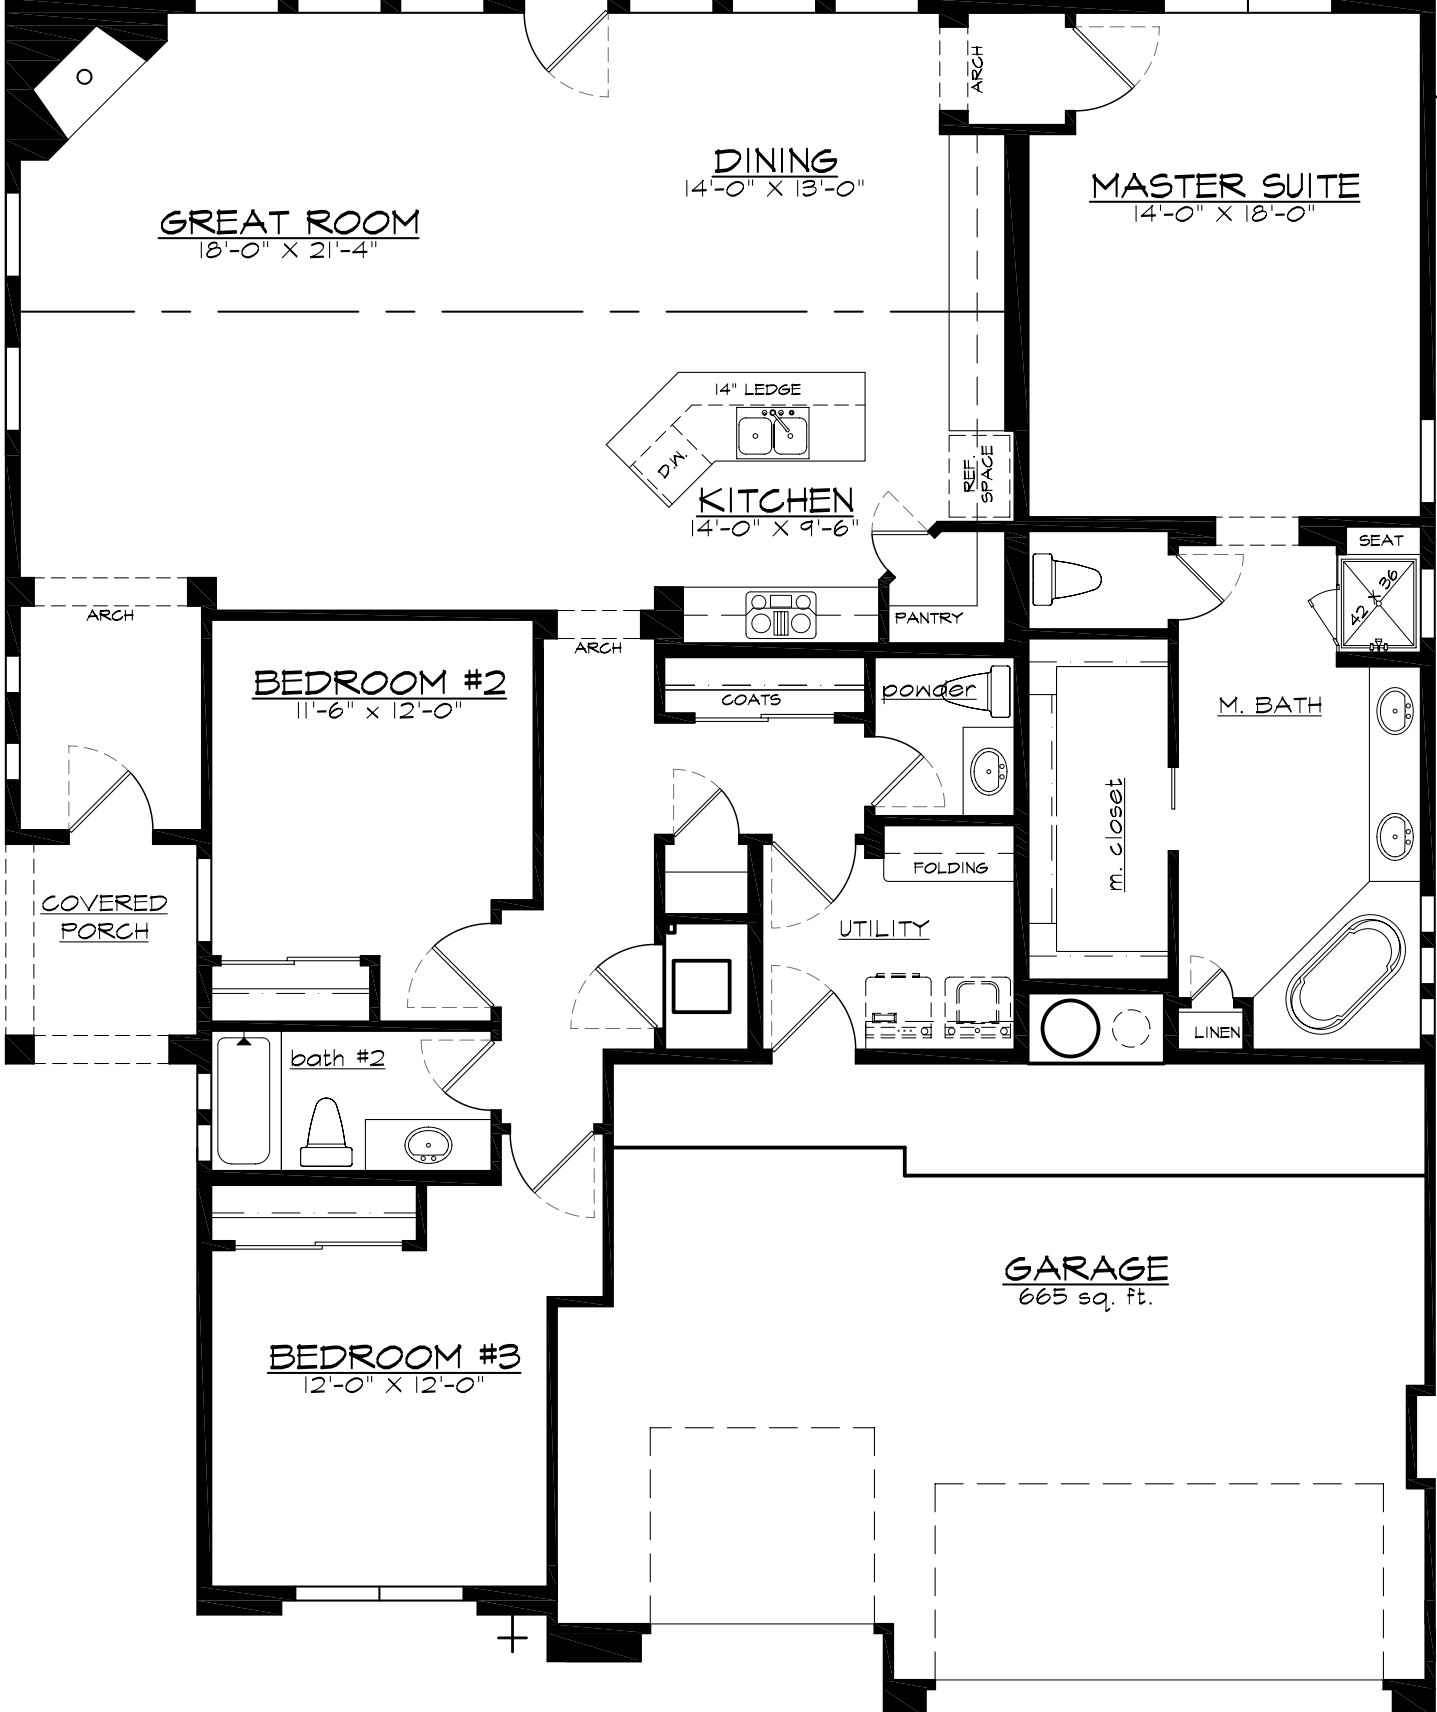 ARCH
DINING
14'-0" X 13'-0"
MASTER SUITE
14'-0" X 18'-0"
GREAT ROOM
18'-0" X 21'-4"
14" LEDGE
D.W.
REF.
SPACE
KITCHEN
14'-0" X 9'-6"
SEAT
42 X 36
ARCH
PANTRY
ARCH
BEDROOM #2
11'-6" x 12'-0"
COATS
powder
M. BATH
m. closet
FOLDING
COVERED
PORCH
UTILITY
LINEN
bath #2
GARAGE
665 sq. ft.
BEDROOM #3
12'-0" X 12'-0"